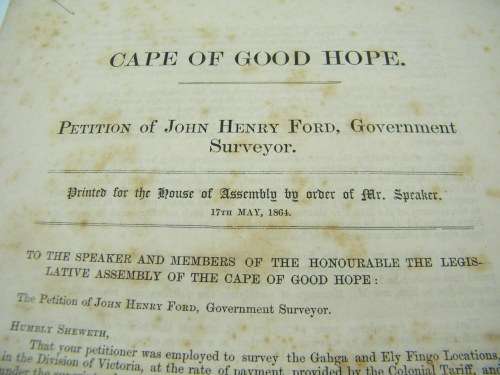 CAPE OF GOOD HOPE.
PETITION of JOHN HENRY FORD, Government
Surveyor.
Printed for the House of Assembly by order of Mr. Speaker.
17TH MAY, 1864.
TO THE SPEAKER AND MEMBERS OF THE HONOURABLE THE LEGIS-
LATIVE ASSEMBLY OF THE CAPE OF GOOD HOPE:
The Petition of JOHN HENRY FORD, Government Surveyor.
HUMBLY SHEWETH,
That your petitioner was employed to survey the Gahga and Ely Fingo Locations,
in the Division of Victoria, at the rate of payment provided by the Colonial Tariff, and
under the